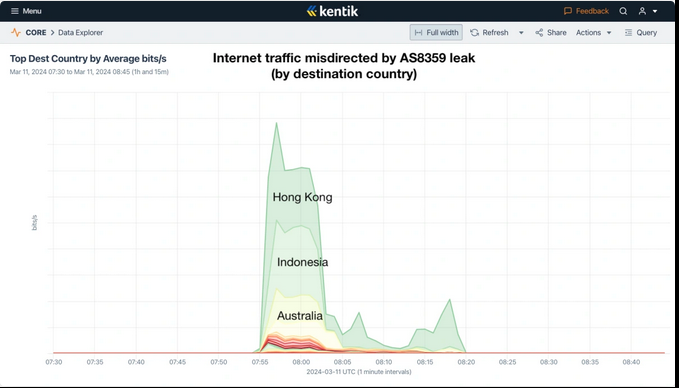 Menu
kentik
Feedback
CORE > Data Explorer
Full width
Refresh
Share
Actions
Query
Top Dest Country by Average bits/s
Mar 11, 2024 07:30 to Mar 11, 2024 08:45 (1h and 15m)
Internet traffic misdirected by AS8359 leak
(by destination country)
bits/s
Hong Kong
Indonesia
Australia
07:30 07:35 07:40 07:45 07:50 07:55 08:00 08:05 08:10 08:15 08:20 08:25 08:30 08:35 08:40
2024-03-11 UTC (1 minute intervals)